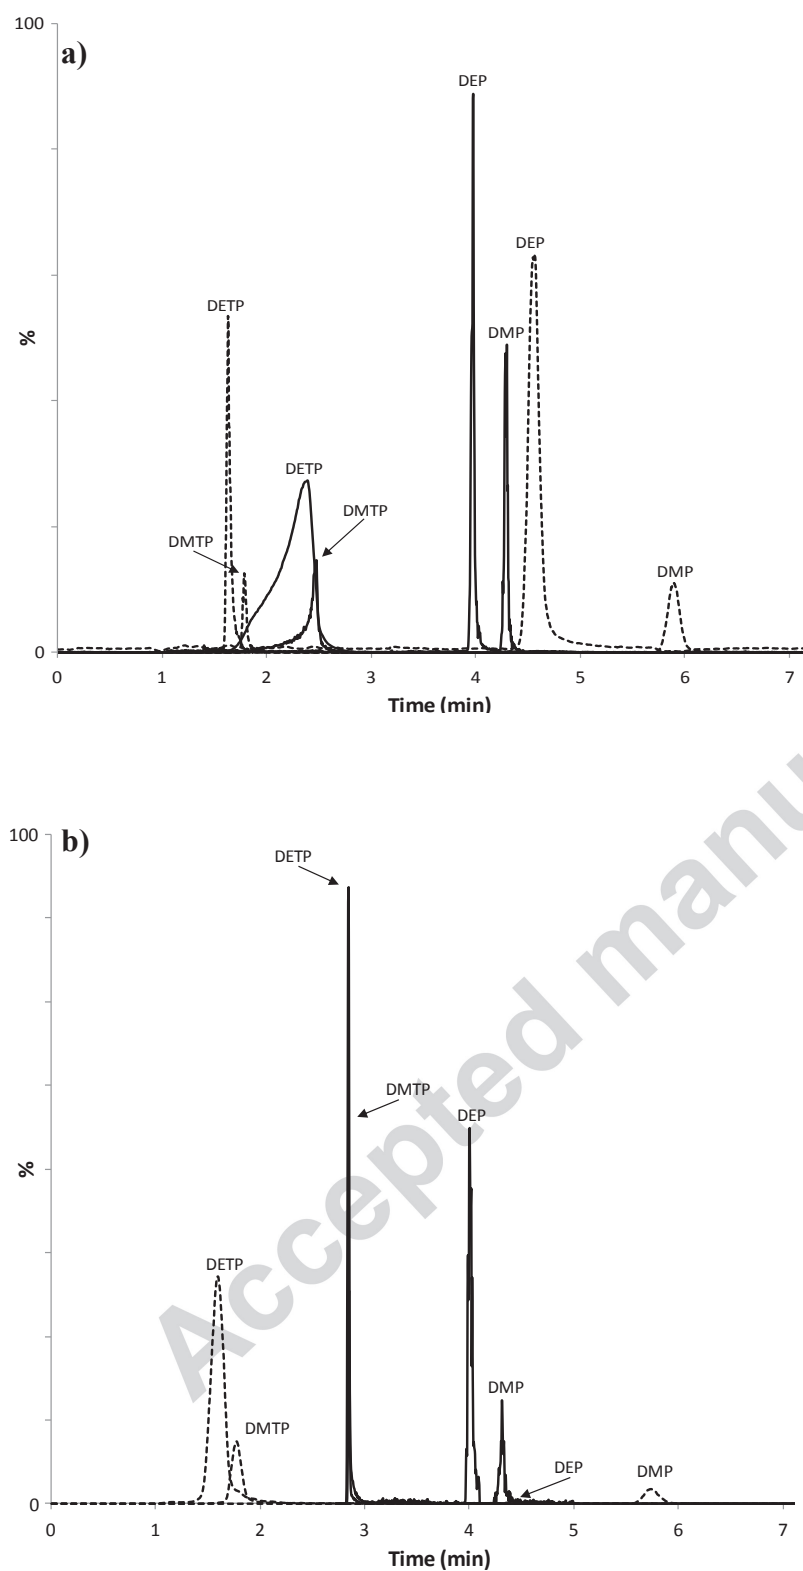 100
a)
DEP
DEP
DETP
DMP
%
DETP
DMTP
DMTP
DMP
0
0 1 2 3 4 5 6 7
Time (min)
100
b)
DETP
DMTP
DEP
%
DETP
DMP
DMTP
DEP
DMP
0
0 1 2 3 4 5 6 7
Time (min)
Accepted manu